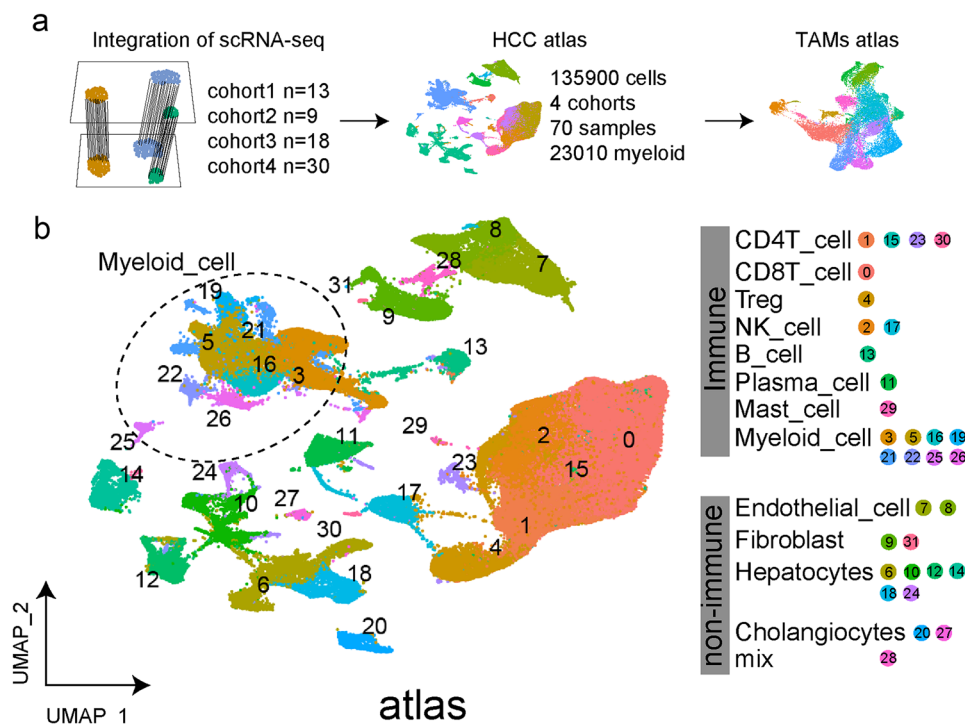 a
Integration of scRNA-seq
cohort1 n=13
cohort2 n=9
cohort3 n=18
cohort4 n=30
HCC atlas
135900 cells
4 cohorts
70 samples
23010 myeloid
TAMs atlas
b
Myeloid_cell
8
28
7
31
9
19
5
21
16
3
22
26
13
25
14
24
11
29
2
0
23
15
10
27
17
1
30
4
12
6
18
20
UMAP_2
UMAP_1
atlas
Immune
CD4T_cell 1 15 23 30
CD8T_cell 0
Treg 4
NK_cell 2 17
B_cell 13
Plasma_cell 11
Mast_cell 29
Myeloid_cell 3 5 16 19
21 22 25 26
non-immune
Endothelial_cell 7 8
Fibroblast 9 31
Hepatocytes 6 10 12 14
18 24
Cholangiocytes 20 27
mix 28